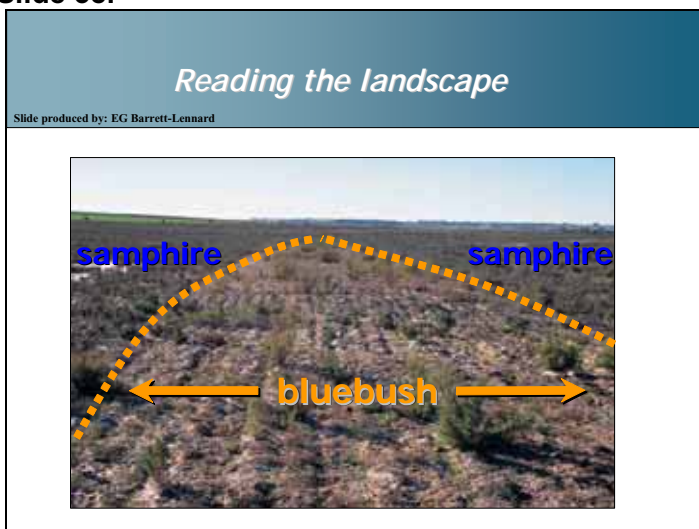 Reading the landscape
Slide produced by: EG Barrett-Lennard
samphire samphire
bluebush